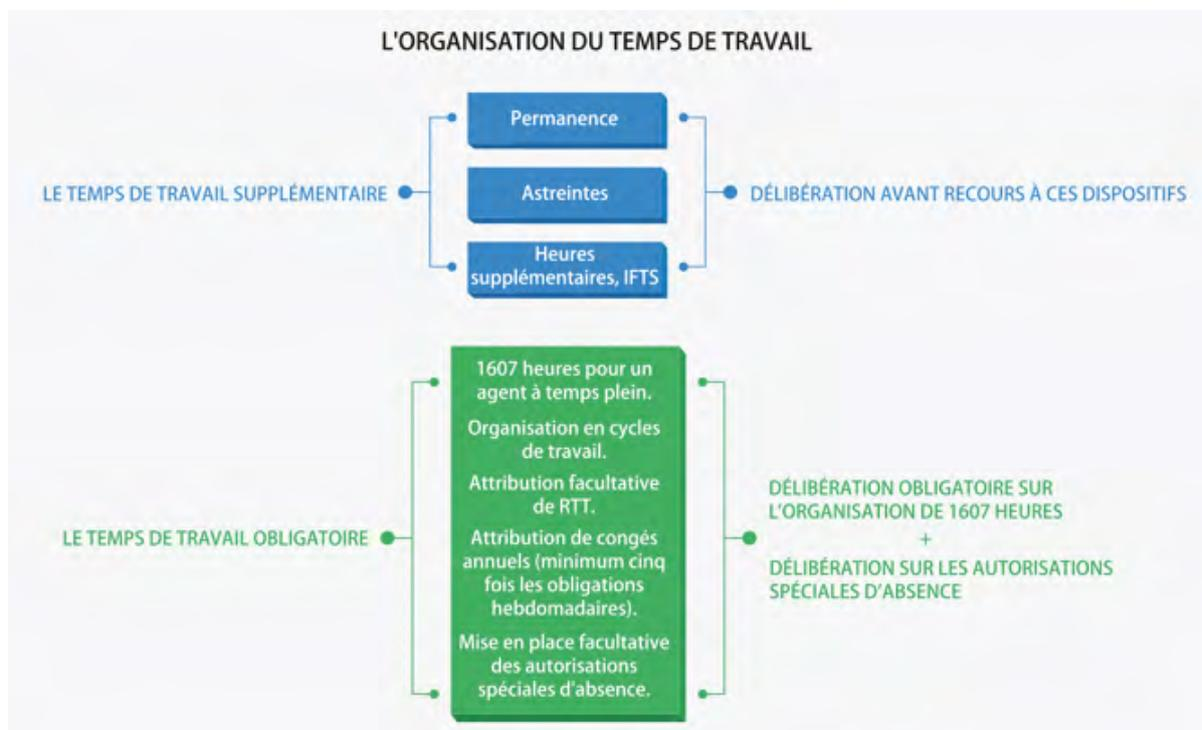 L'ORGANISATION DU TEMPS DE TRAVAIL
LE TEMPS DE TRAVAIL SUPPLÉMENTAIRE
Permanence
Astreintes
Heures
supplémentaires, IFTS
DÉLIBÉRATION AVANT RECOURS À CES DISPOSITIFS
LE TEMPS DE TRAVAIL OBLIGATOIRE
1607 heures pour un
agent à temps plein.
Organisation en cycles
de travail.
Attribution facultative
de RTT.
Attribution de congés
annuels (minimum cinq
fois les obligations
hebdomadaires).
Mise en place facultative
des autorisations
spéciales d'absence.
DÉLIBÉRATION OBLIGATOIRE SUR
L'ORGANISATION DE 1607 HEURES
+
DÉLIBÉRATION SUR LES AUTORISATIONS
SPÉCIALES D'ABSENCE